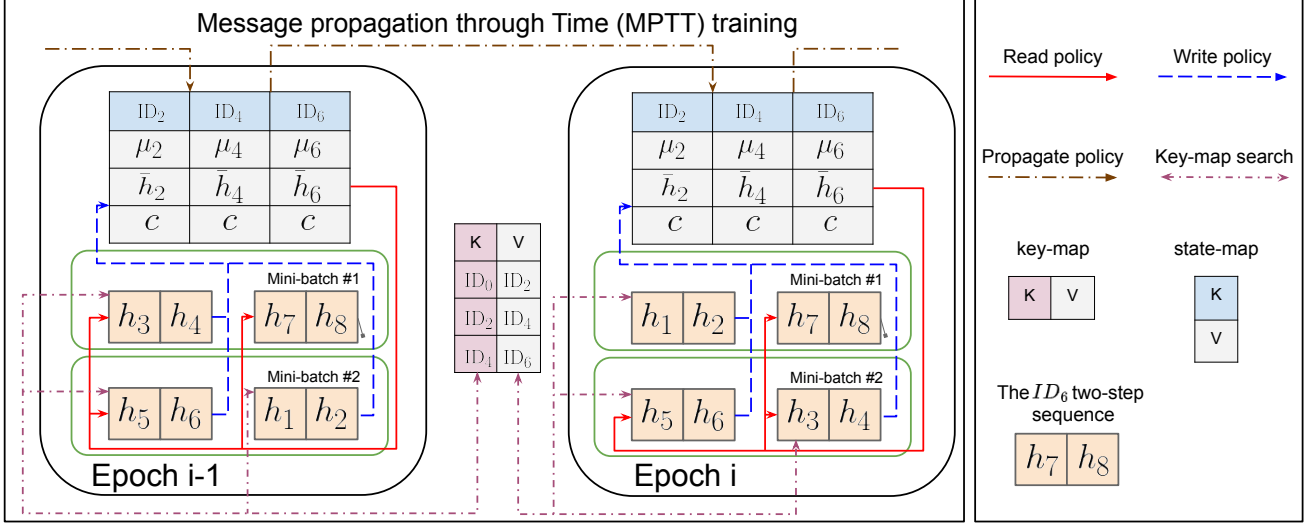 Message propagation through Time (MPTT) training
ID₂ ID₄ ID₆
μ₂ μ₄ μ₆
h̄₂ h̄₄ h̄₆
c c c
Mini-batch #1
h₃ h₄ h₇ h₈
Mini-batch #2
h₅ h₆ h₁ h₂
Epoch i-1
K V
ID₀ ID₂
ID₂ ID₄
ID₄ ID₆
ID₂ ID₄ ID₆
μ₂ μ₄ μ₆
h̄₂ h̄₄ h̄₆
c c c
Mini-batch #1
h₁ h₂ h₇ h₈
Mini-batch #2
h₅ h₆ h₃ h₄
Epoch i
Read policy
Write policy
Propagate policy
Key-map search
key-map
K V
state-map
K
V
The ID₆ two-step
sequence
h₇ h₈